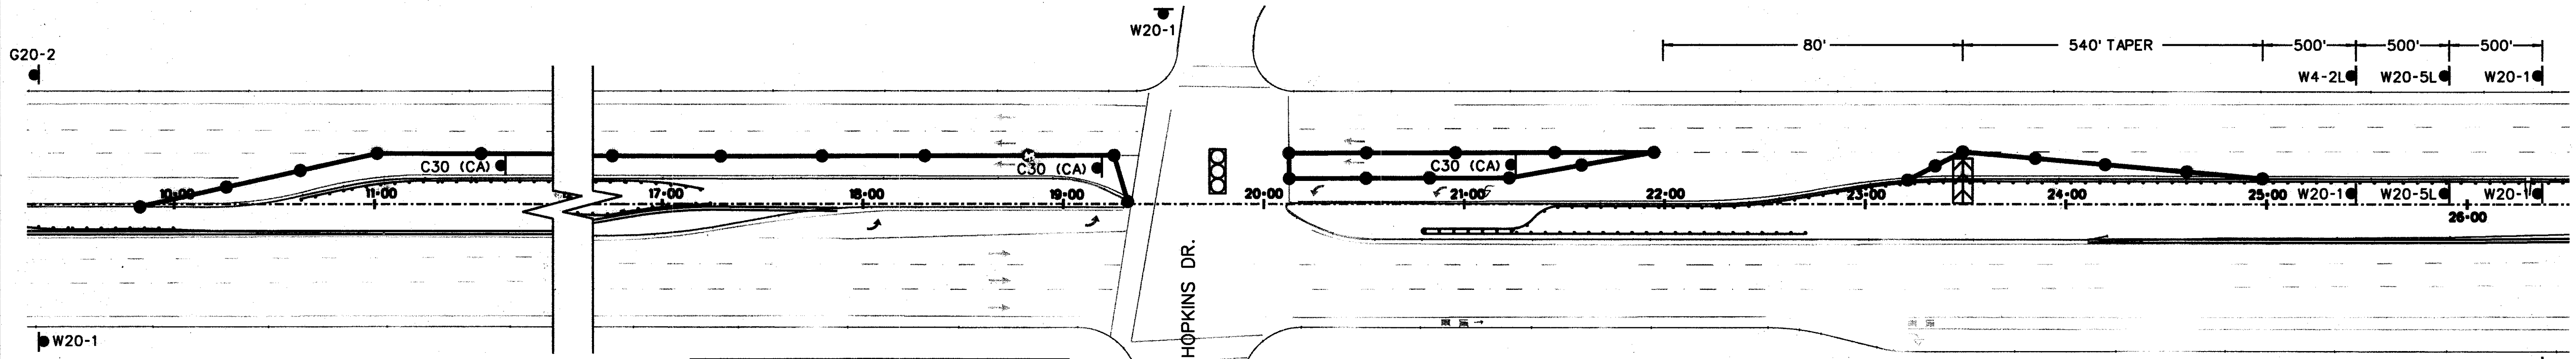 W20-1
G20-2
80'
540' TAPER
500'
500'
500'
W4-2L
W20-5L
W20-1
C30 (CA)
C30 (CA)
C30 (CA)
10+00
11+00
17+00
18+00
19+00
20+00
21+00
22+00
23+00
24+00
25+00
W20-1
W20-5L
W20-1
26+00
HOPKINS DR.
W20-1